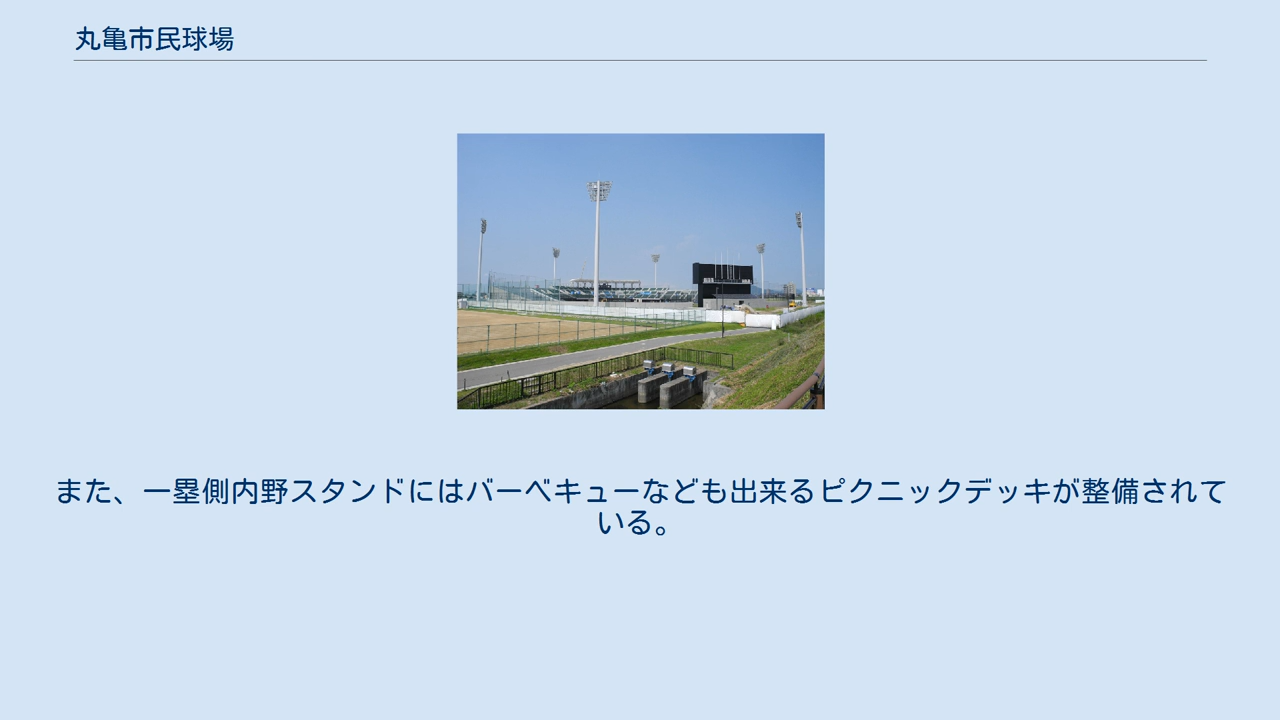 丸亀市民球場
また、一塁側内野スタンドにはバーベキューなども出来るピクニックデッキが整備されて
いる。